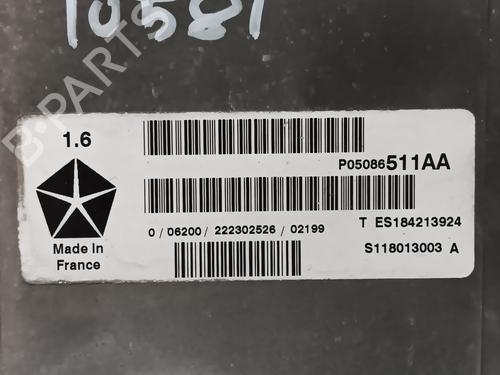 10581
B-PARTS
1.6
P05086511AA
0 / 06200 / 222302526 / 02199
T ES184213924
S118013003 A
Made In
France